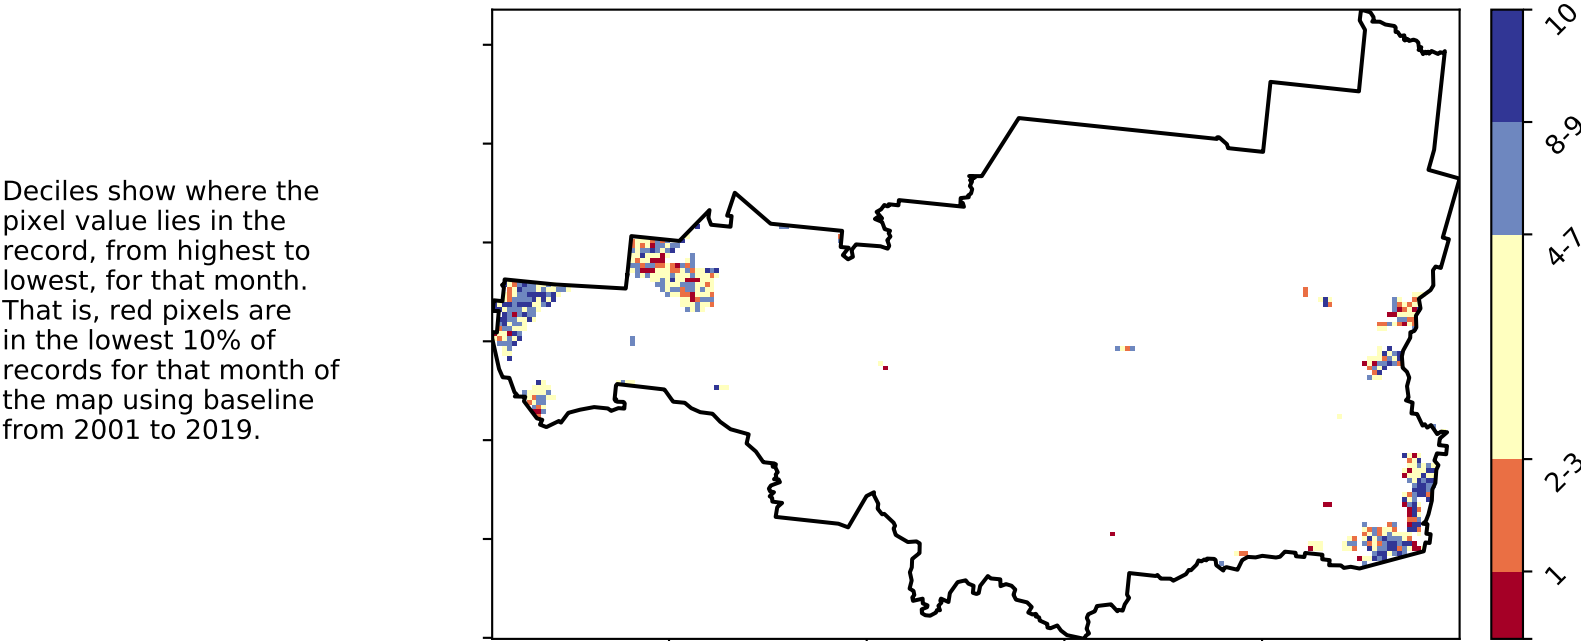 Deciles show where the
pixel value lies in the
record, from highest to
lowest, for that month.
That is, red pixels are
in the lowest 10% of
records for that month of
the map using baseline
from 2001 to 2019.
10
8-9
4-7
2-3
1